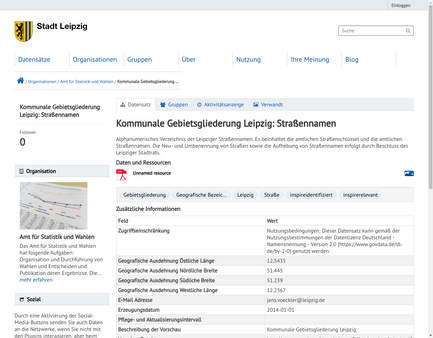 Einloggen
Stadt Leipzig
Suche
Datensätze Organisationen Gruppen Über Nutzung Ihre Meinung Blog
/ Organisationen / Amt für Statistik und Wahlen / Kommunale Gebietsgliederung ...
Kommunale Gebietsgliederung
Leipzig: Straßennamen
Follower
0
Organisation
Amt für Statistik und Wahlen
Das Amt für Statistik und Wahlen
hat folgende Aufgaben:
Organisation und Durchführung von
Wahlen und Entscheiden und
Publikation deren Ergebnisse. Die...
mehr erfahren
Social
Durch eine Aktivierung der Social-
Media-Buttons senden Sie auch Daten
an die Netzwerke, wenn Sie nicht mit
den Plugins interagieren, aber beim
Datensatz Gruppen Aktivitätsanzeige Verwandt
Kommunale Gebietsgliederung Leipzig: Straßennamen
Alphanumerisches Verzeichnis der Leipziger Straßennamen. Es beinhaltet die amtlichen Straßenschlüssel und die amtlichen
Straßennamen. Die Neu- und Umbenennung von Straßen sowie die Aufhebung von Straßennamen erfolgt durch Beschluss des
Leipziger Stadtrats.
Daten und Ressourcen
Unnamed resource
Gebietsgliederung Geografische Bezeic... Leipzig Straße inspireidentifiziert inspirerelevant
Zusätzliche Informationen
Feld Wert
Zugriffseinschränkung Nutzungsbedingungen: Dieser Datensatz kann gemäß der
Nutzungsbestimmungen der Datenlizenz Deutschland -
Namensnennung - Version 2.0 (https://www.govdata.de/dl-
de/by-2-0) genutzt werden.
Geografische Ausdehnung Östliche Länge 12.5435
Geografische Ausdehnung Nördliche Breite 51.445
Geografische Ausdehnung Südliche Breite 51.239
Geografische Ausdehnung Westliche Länge 12.2367
E-Mail Adresse jens.voeckler@leipzig.de
Erzeugungsdatum 2014-01-01
Pflege- und Aktualisierungsintervall
Beschreibung der Vorschau Kommunale Gebietsgliederung Leipzig